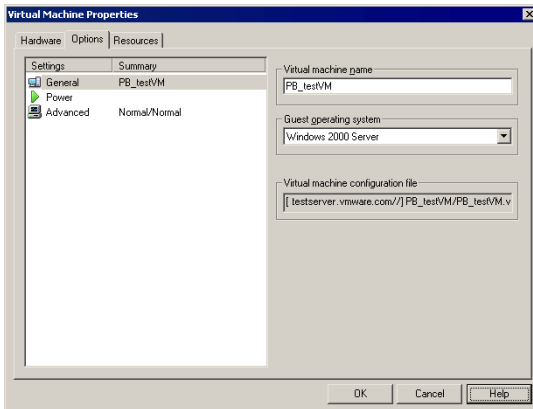 Virtual Machine Properties
Hardware Options Resources
Settings Summary
General PB_testVM
Power
Advanced Normal/Normal
Virtual machine name
PB_testVM
Guest operating system
Windows 2000 Server
Virtual machine configuration file
[ testserver.vmware.com//] PB_testVM/PB_testVM.v
OK Cancel Help